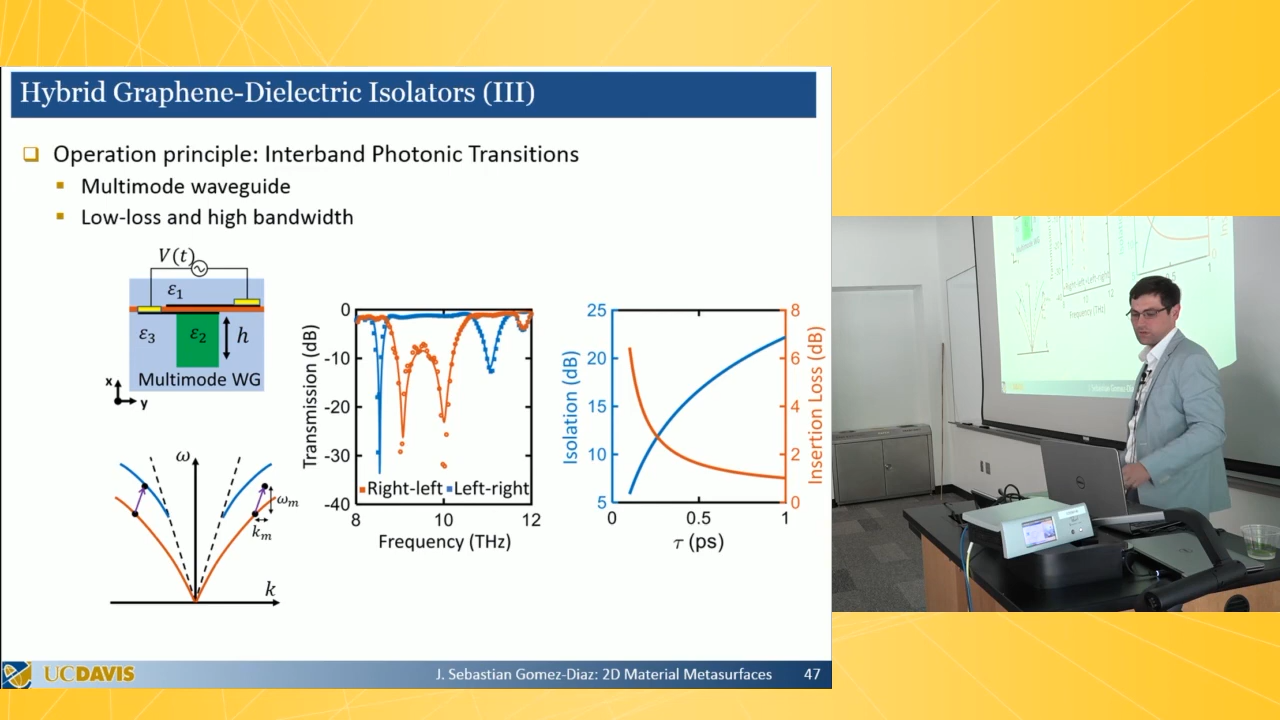 Hybrid Graphene-Dielectric Isolators (III)
Operation principle: Interband Photonic Transitions
Multimode waveguide
Low-loss and high bandwidth
V(t)
ε₁
ε₃
ε₂
h
Multimode WG
x
y
ω
ωₘ
kₘ
k
Transmission (dB)
0
-10
-20
-30
-40
Right-left
Left-right
8
10
12
Frequency (THz)
Isolation (dB)
25
20
15
10
5
0
0.5
1
τ (ps)
8
6
4
2
0
Insertion Loss (dB)
UCDAVIS
J. Sebastian Gomez-Diaz: 2D Material Metasurfaces
47